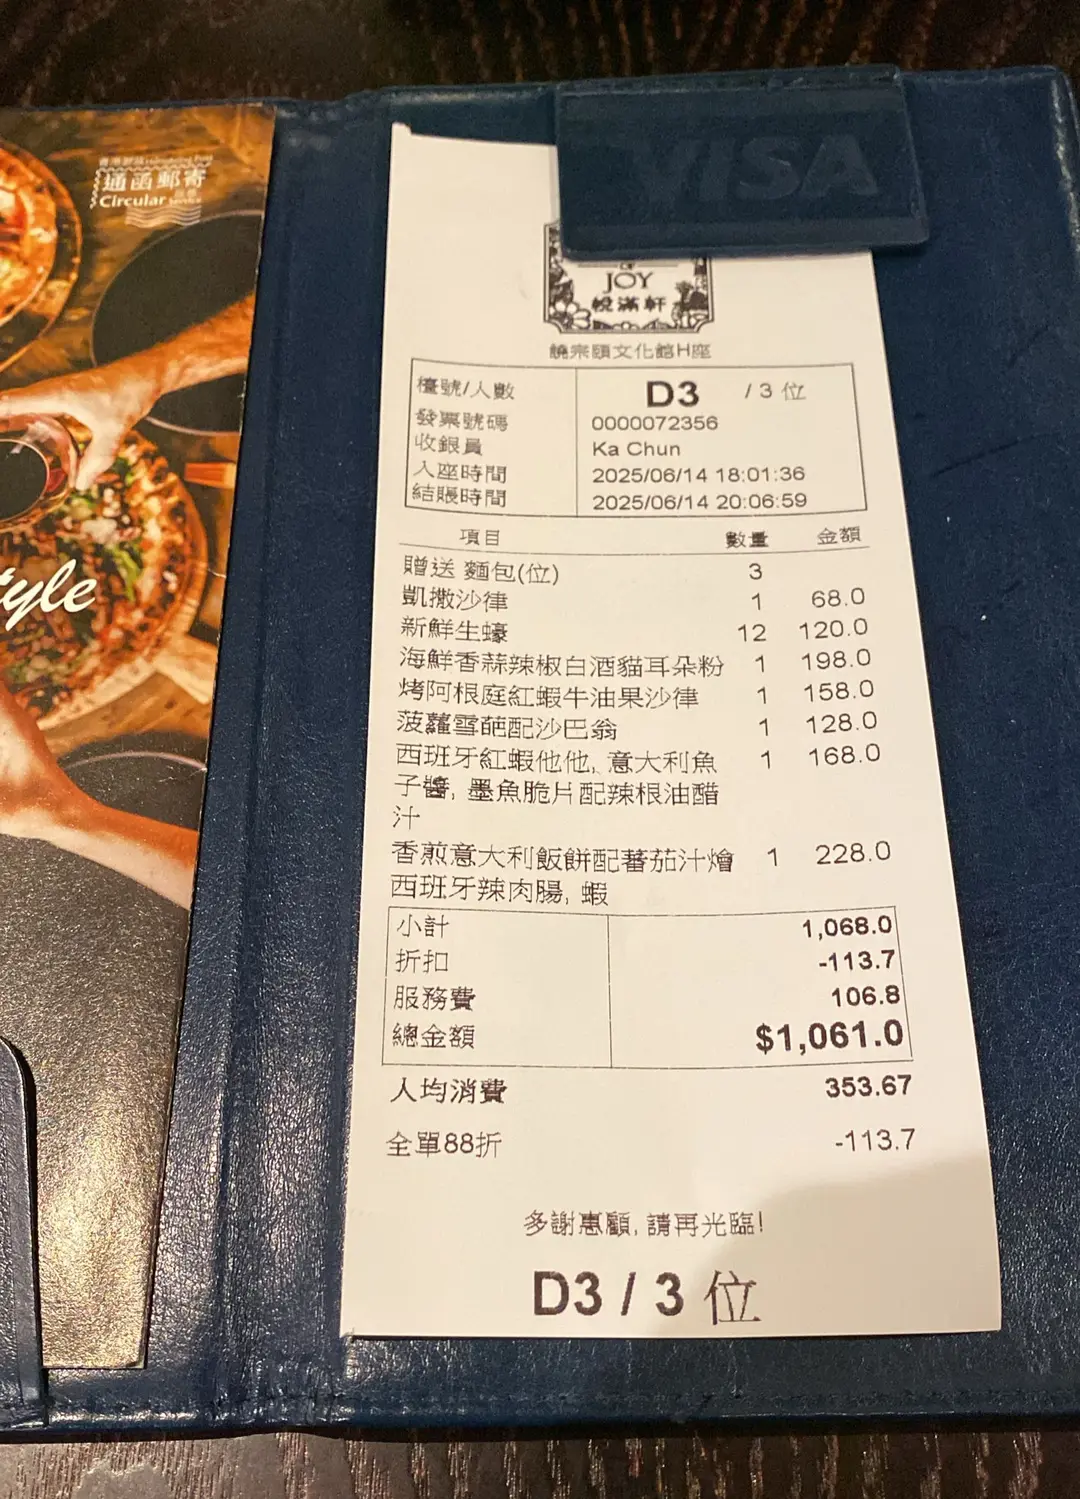 通函郵寄
Circular Service
tyle
VISA
OF
JOY
悅滿軒
饒宗頤文化館H座
檯號/人數 D3 / 3 位
發票號碼 0000072356
收銀員 Ka Chun
入座時間 2025/06/14 18:01:36
結賬時間 2025/06/14 20:06:59
項目 數量 金額
贈送 麵包(位) 3
凱撒沙律 1 68.0
新鮮生蠔 12 120.0
海鮮香蒜辣椒白酒貓耳朵粉 1 198.0
烤阿根庭紅蝦牛油果沙律 1 158.0
菠蘿雪葩配沙巴翁 1 128.0
西班牙紅蝦他他, 意大利魚 1 168.0
子醬, 墨魚脆片配辣根油醋
汁
香煎意大利飯餅配蕃茄汁燴 1 228.0
西班牙辣肉腸, 蝦
小計 1,068.0
折扣 -113.7
服務費 106.8
總金額 $1,061.0
人均消費 353.67
全單88折 -113.7
多謝惠顧, 請再光臨!
D3 / 3 位